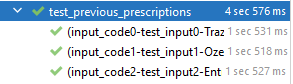 test_previous_prescriptions 4 sec 576 ms
(input_code0-test_input0-Traz 1 sec 531 ms
(input_code1-test_input1-Oze 1 sec 518 ms
(input_code2-test_input2-Ent 1 sec 527 ms